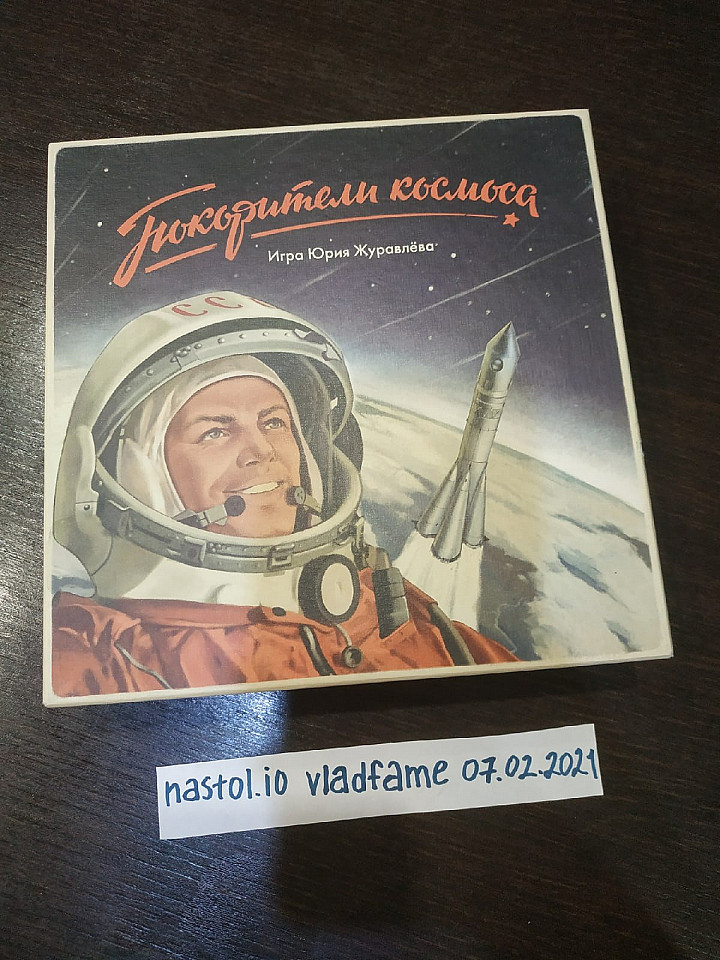 Покорители космоса
Игра Юрия Журавлёва
СССР
nastol.io vladfame 07.02.2021